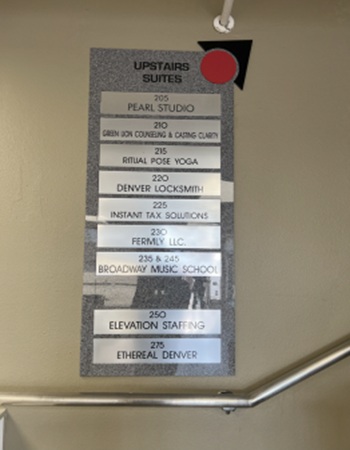 UPSTAIRS
SUITES
205
PEARL STUDIO
210
GREEN LION COUNSELING & CASTING CLARITY
215
RITUAL POSE YOGA
220
DENVER LOCKSMITH
225
INSTANT TAX SOLUTIONS
230
FERMLY LLC.
235 & 245
BROADWAY MUSIC SCHOOL
250
ELEVATION STAFFING
275
ETHEREAL DENVER